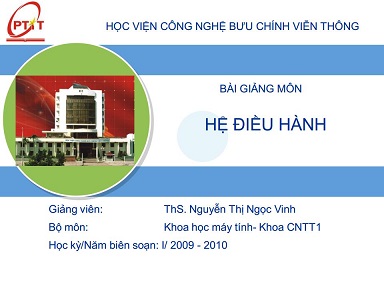 PTIT
HỌC VIỆN CÔNG NGHỆ BƯU CHÍNH VIỄN THÔNG
BÀI GIẢNG MÔN
HỆ ĐIỀU HÀNH
Giảng viên: ThS. Nguyễn Thị Ngọc Vinh
Bộ môn: Khoa học máy tính- Khoa CNTT1
Học kỳ/Năm biên soạn: I/ 2009 - 2010